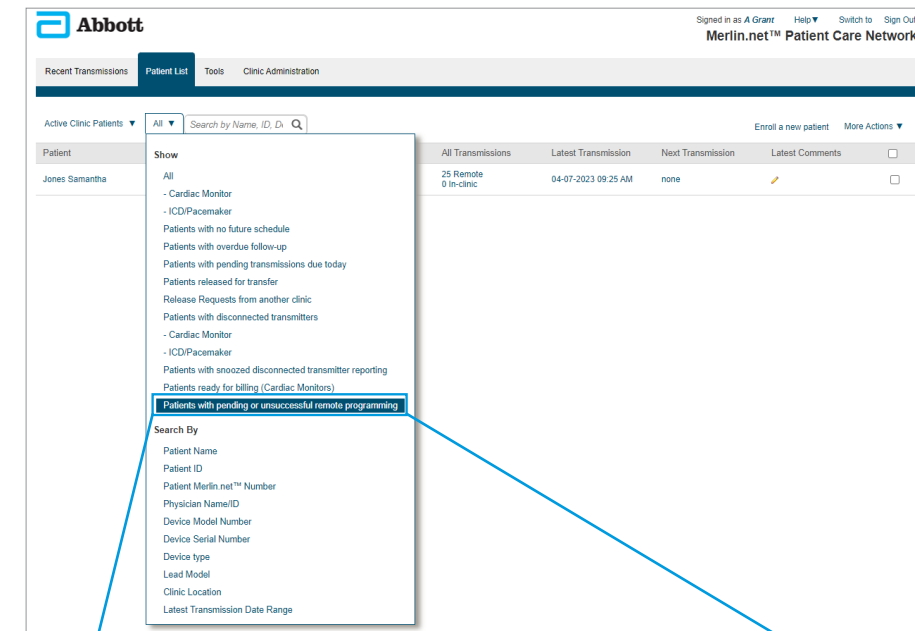 Abbott
Signed in as A Grant Help▼ Switch to Sign Out
Merlin.net™ Patient Care Network
Recent Transmissions Patient List Tools Clinic Administration
Active Clinic Patients ▼ All ▼ Search by Name, ID, D Enroll a new patient More Actions ▼
Patient All Transmissions Latest Transmission Next Transmission Latest Comments
Jones Samantha 25 Remote 04-07-2023 09:25 AM none
0 In-clinic
Show
All
- Cardiac Monitor
- ICD/Pacemaker
Patients with no future schedule
Patients with overdue follow-up
Patients with pending transmissions due today
Patients released for transfer
Release Requests from another clinic
Patients with disconnected transmitters
- Cardiac Monitor
- ICD/Pacemaker
Patients with snoozed disconnected transmitter reporting
Patients ready for billing (Cardiac Monitors)
Patients with pending or unsuccessful remote programming
Search By
Patient Name
Patient ID
Patient Merlin.net™ Number
Physician Name/ID
Device Model Number
Device Serial Number
Device type
Lead Model
Clinic Location
Latest Transmission Date Range